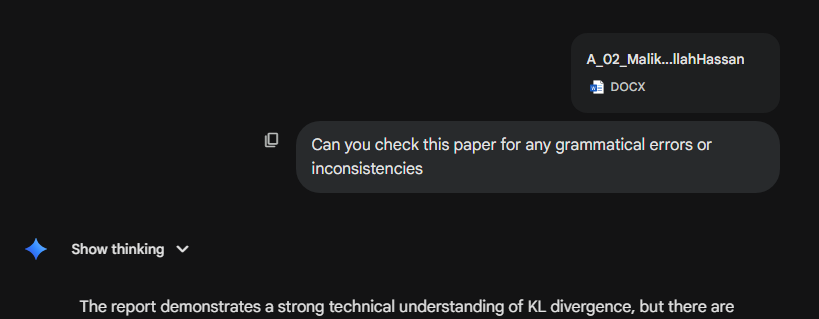 A_02_Malik...llahHassan
DOCX
Can you check this paper for any grammatical errors or
inconsistencies
Show thinking
The report demonstrates a strong technical understanding of KL divergence, but there are